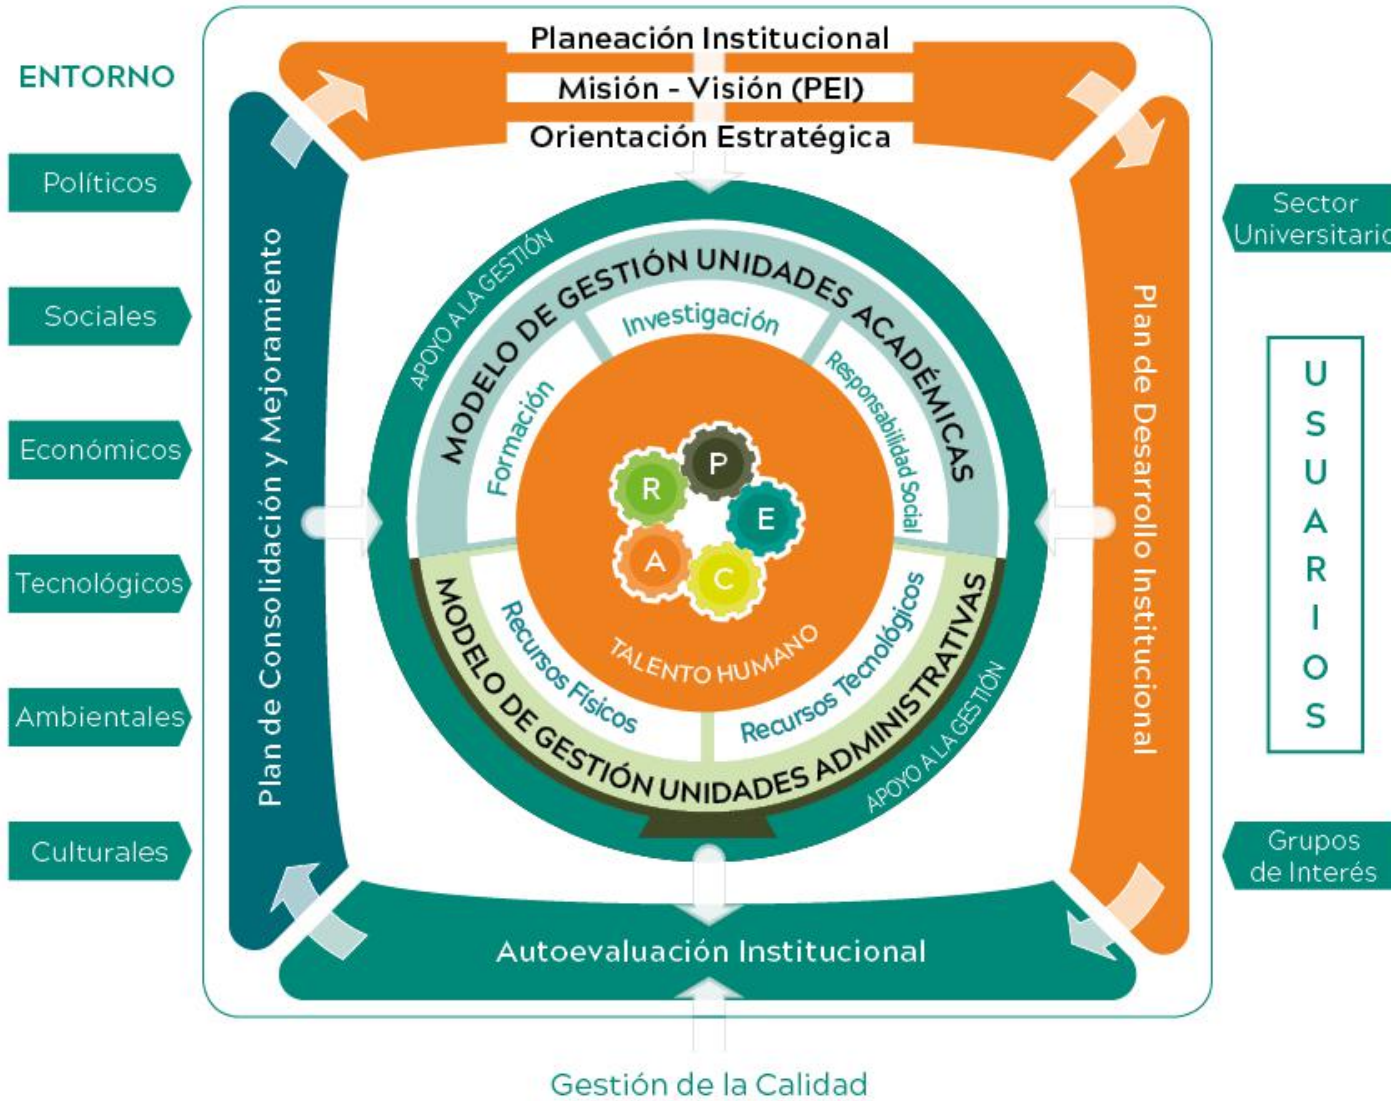 Planeación Institucional
Misión - Visión (PEI)
Orientación Estratégica
ENTORNO
Políticos
Sociales
Económicos
Tecnológicos
Ambientales
Culturales
Plan de Consolidación y Mejoramiento
APOYO A LA GESTIÓN
MODELO DE GESTIÓN UNIDADES ACADÉMICAS
Formación
Investigación
Responsabilidad Social
R
P
E
A
C
TALENTO HUMANO
Recursos Físicos
Recursos Tecnológicos
MODELO DE GESTIÓN UNIDADES ADMINISTRATIVAS
APOYO A LA GESTIÓN
Plan de Desarrollo Institucional
Sector
Universitario
USUARIOS
Grupos
de Interés
Autoevaluación Institucional
Gestión de la Calidad